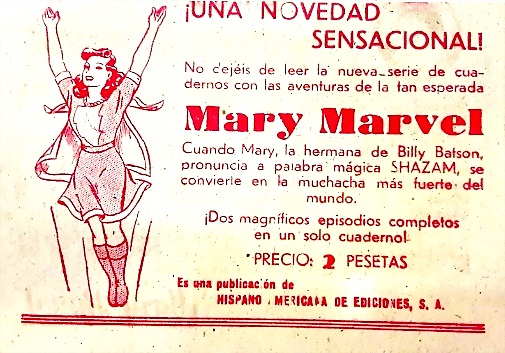 ¡UNA NOVEDAD
SENSACIONAL!
No dejéis de leer la nueva serie de cua-
dernos con las aventuras de la tan esperada
Mary Marvel
Cuando Mary, la hermana de Billy Batson,
pronuncia a palabra mágica SHAZAM, se
convierte en la muchacha más fuerte del
mundo.
¡Dos magníficos episodios completos
en un solo cuaderno!
PRECIO: 2 PESETAS
Es una publicación de
HISPANO AMERICANA DE EDICIONES, S. A.